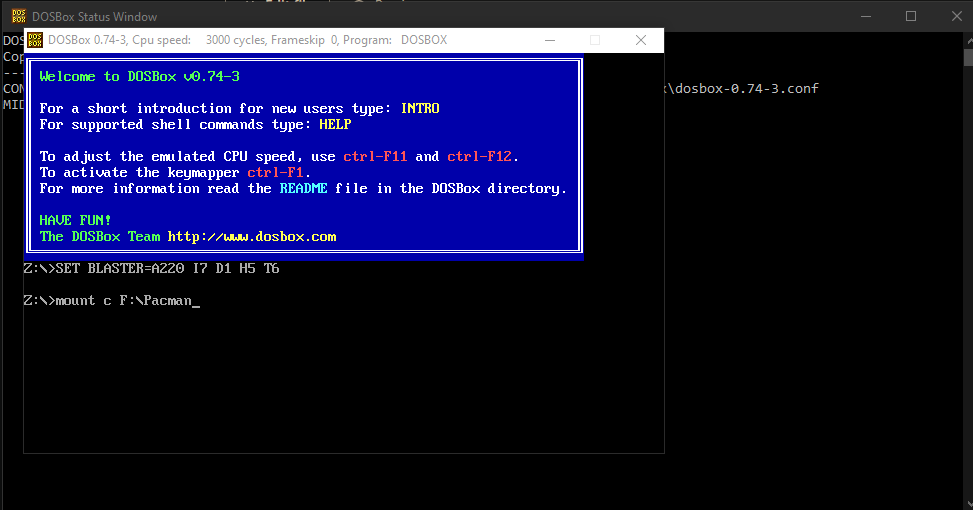 DOSBox Status Window
DOS
DOSBox 0.74-3, Cpu speed: 3000 cycles, Frameskip 0, Program: DOSBOX
Cop
---
CON
x\dosbox-0.74-3.conf
MID
Welcome to DOSBox v0.74-3
For a short introduction for new users type: INTRO
For supported shell commands type: HELP
To adjust the emulated CPU speed, use ctrl-F11 and ctrl-F12.
To activate the keymapper ctrl-F1.
For more information read the README file in the DOSBox directory.
HAVE FUN!
The DOSBox Team http://www.dosbox.com
Z:\>SET BLASTER=A220 I7 D1 H5 T6
Z:\>mount c F:\Pacman_